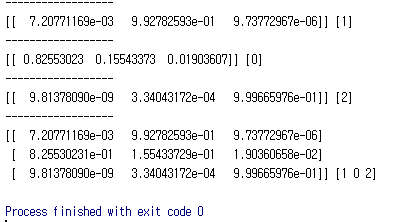 ------------------
[[ 7.20771169e-03 9.92782593e-01 9.73772967e-06]] [1]
------------------
[[ 0.82553023 0.15543373 0.01903607]] [0]
------------------
[[ 9.81378090e-09 3.34043172e-04 9.99665976e-01]] [2]
------------------
[[ 7.20771169e-03 9.92782593e-01 9.73772967e-06]
[ 8.25530231e-01 1.55433729e-01 1.90360658e-02]
[ 9.81378090e-09 3.34043172e-04 9.99665976e-01]] [1 0 2]
Process finished with exit code 0